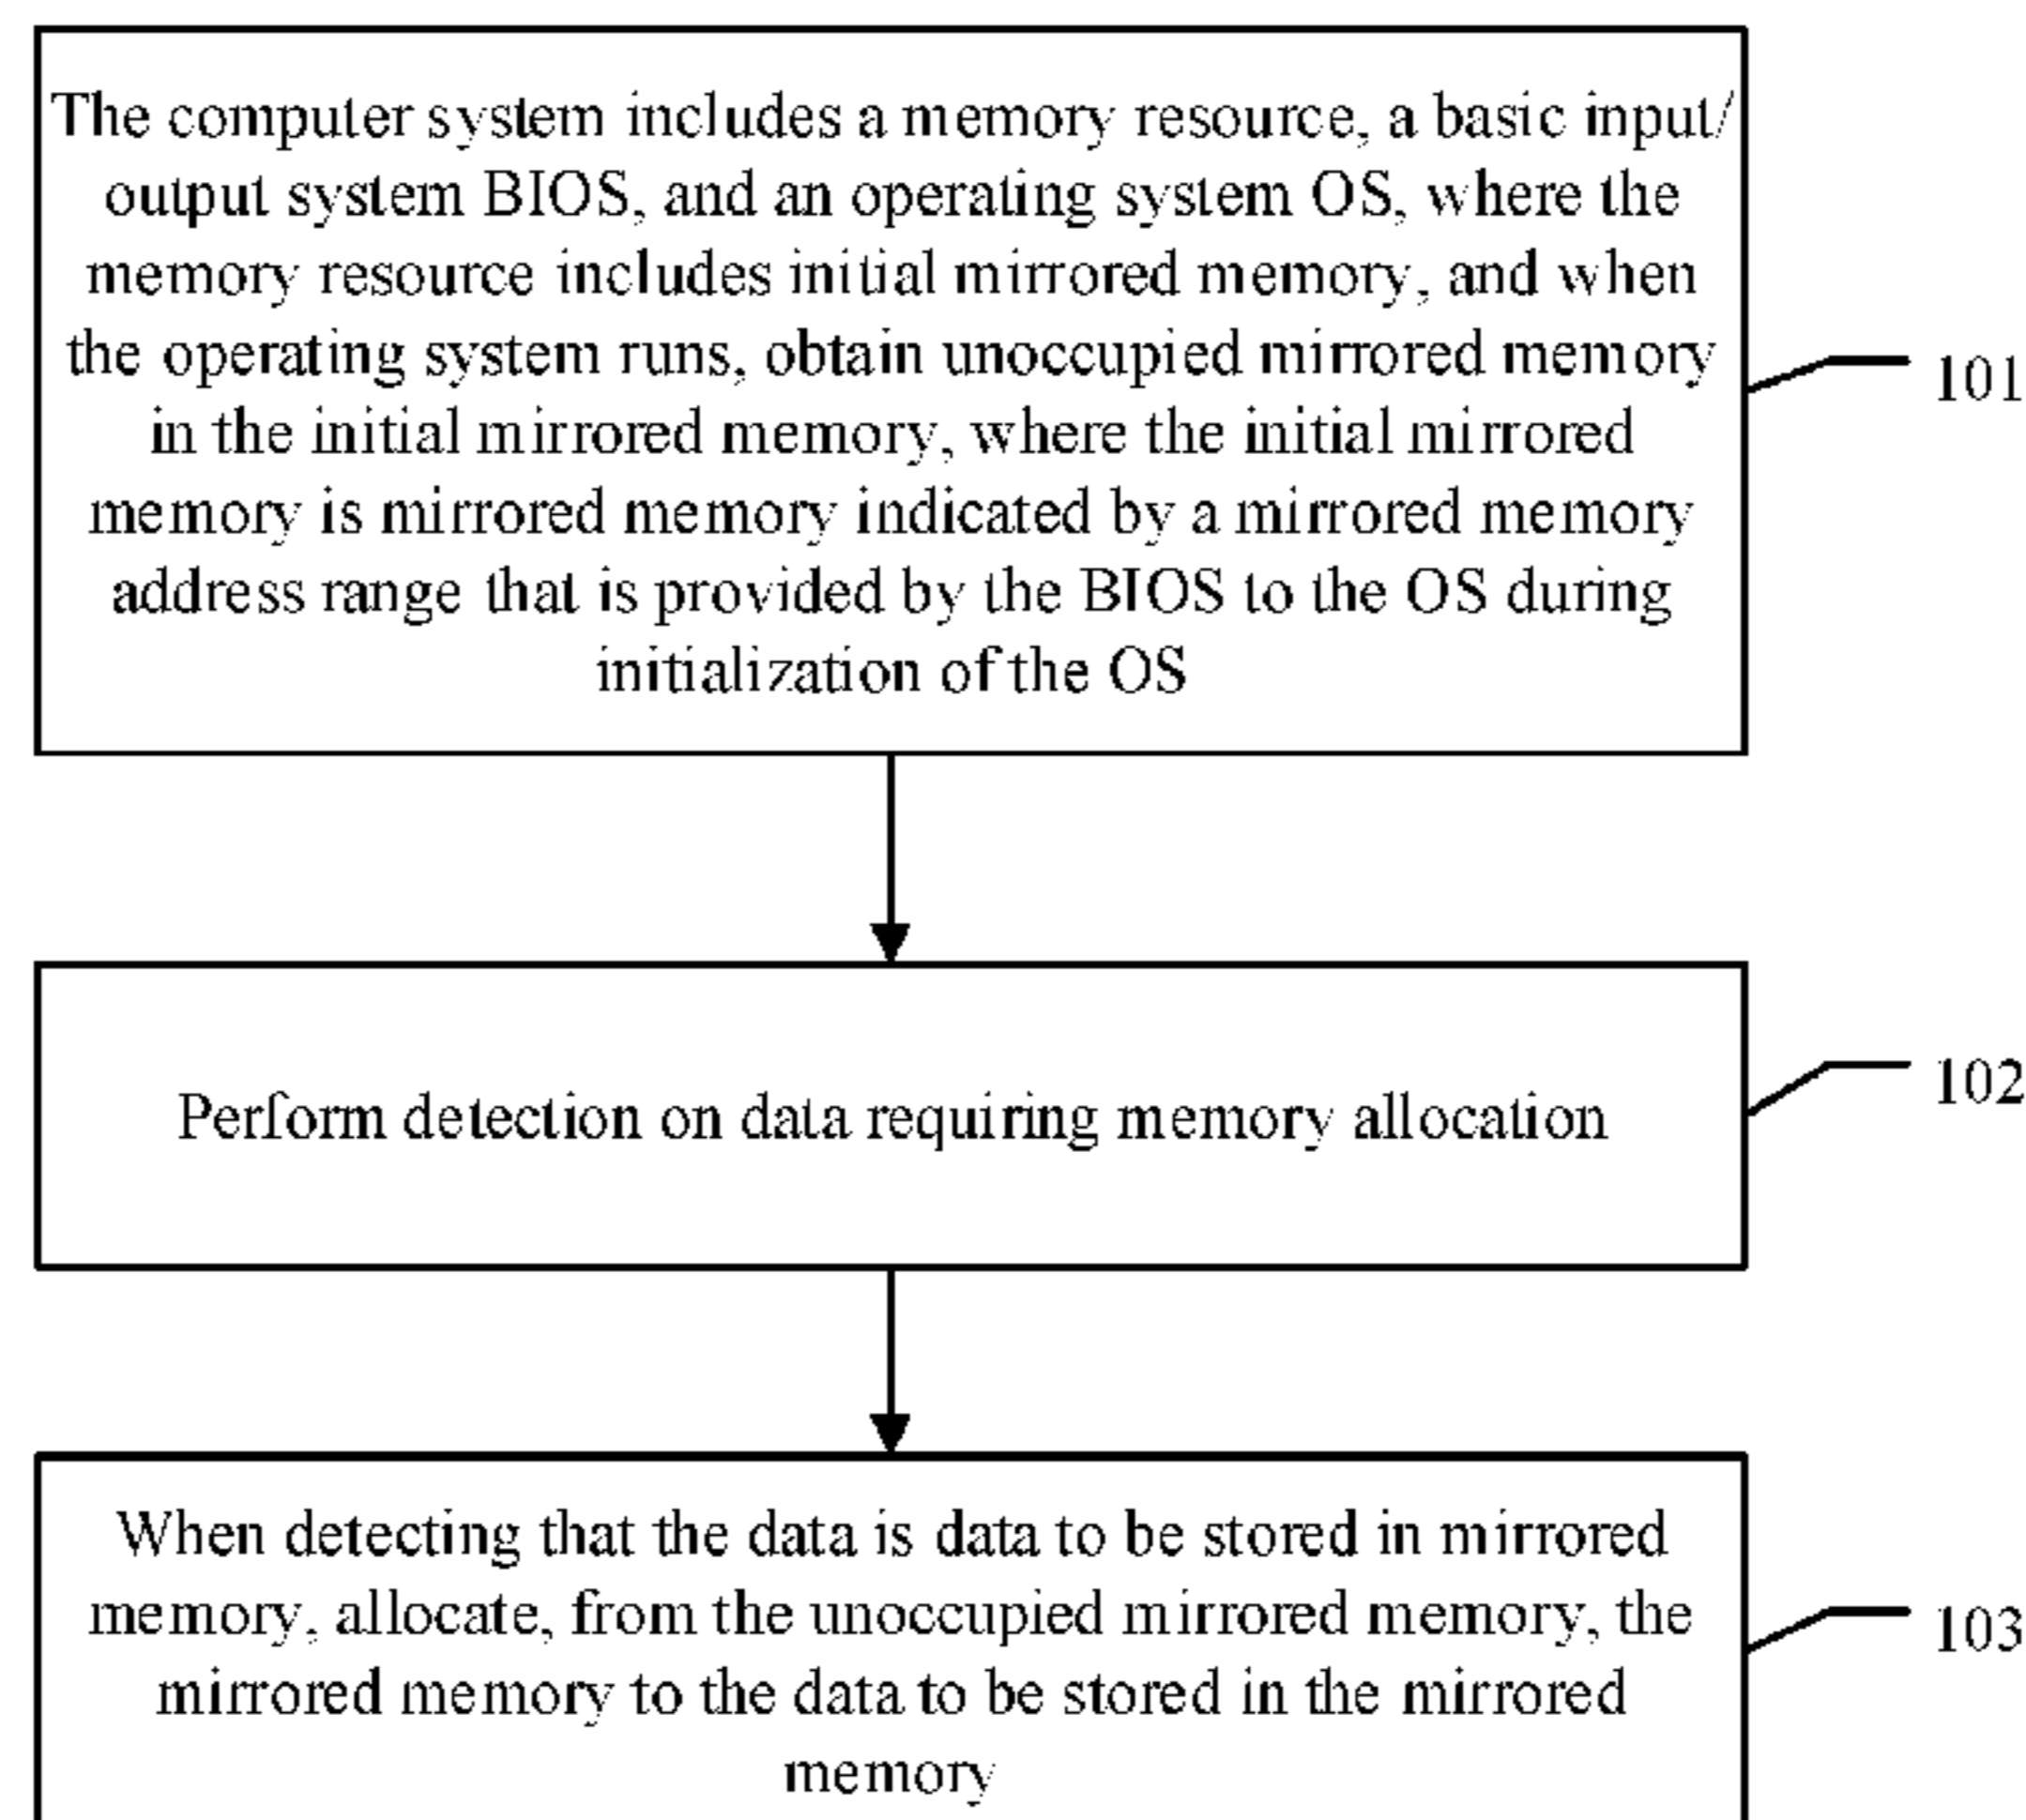 The computer system includes a memory resource, a basic input/
output system BIOS, and an operating system OS, where the
memory resource includes initial mirrored memory, and when
the operating system runs, obtain unoccupied mirrored memory
in the initial mirrored memory, where the initial mirrored
memory is mirrored memory indicated by a mirrored memory
address range that is provided by the BIOS to the OS during
initialization of the OS
101
Perform detection on data requiring memory allocation
102
When detecting that the data is data to be stored in mirrored
memory, allocate, from the unoccupied mirrored memory, the
mirrored memory to the data to be stored in the mirrored
memory
103